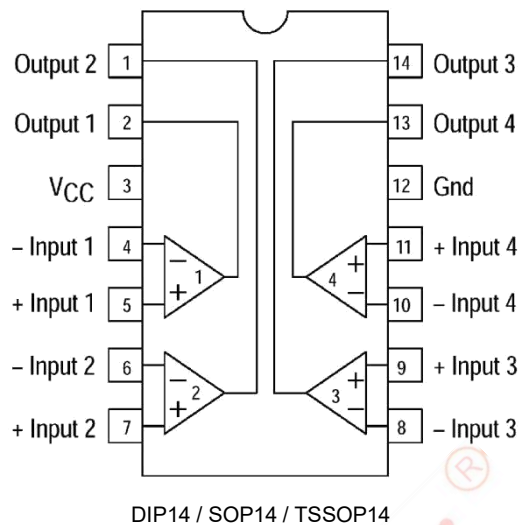 Output 2 1 14 Output 3
Output 1 2 13 Output 4
VCC 3 12 Gnd
– Input 1 4 – 11 + Input 4
1 + 4
+ Input 1 5 + – 10 – Input 4
– Input 2 6 – + 9 + Input 3
2 3
+ Input 2 7 + – 8 – Input 3
®
DIP14 / SOP14 / TSSOP14